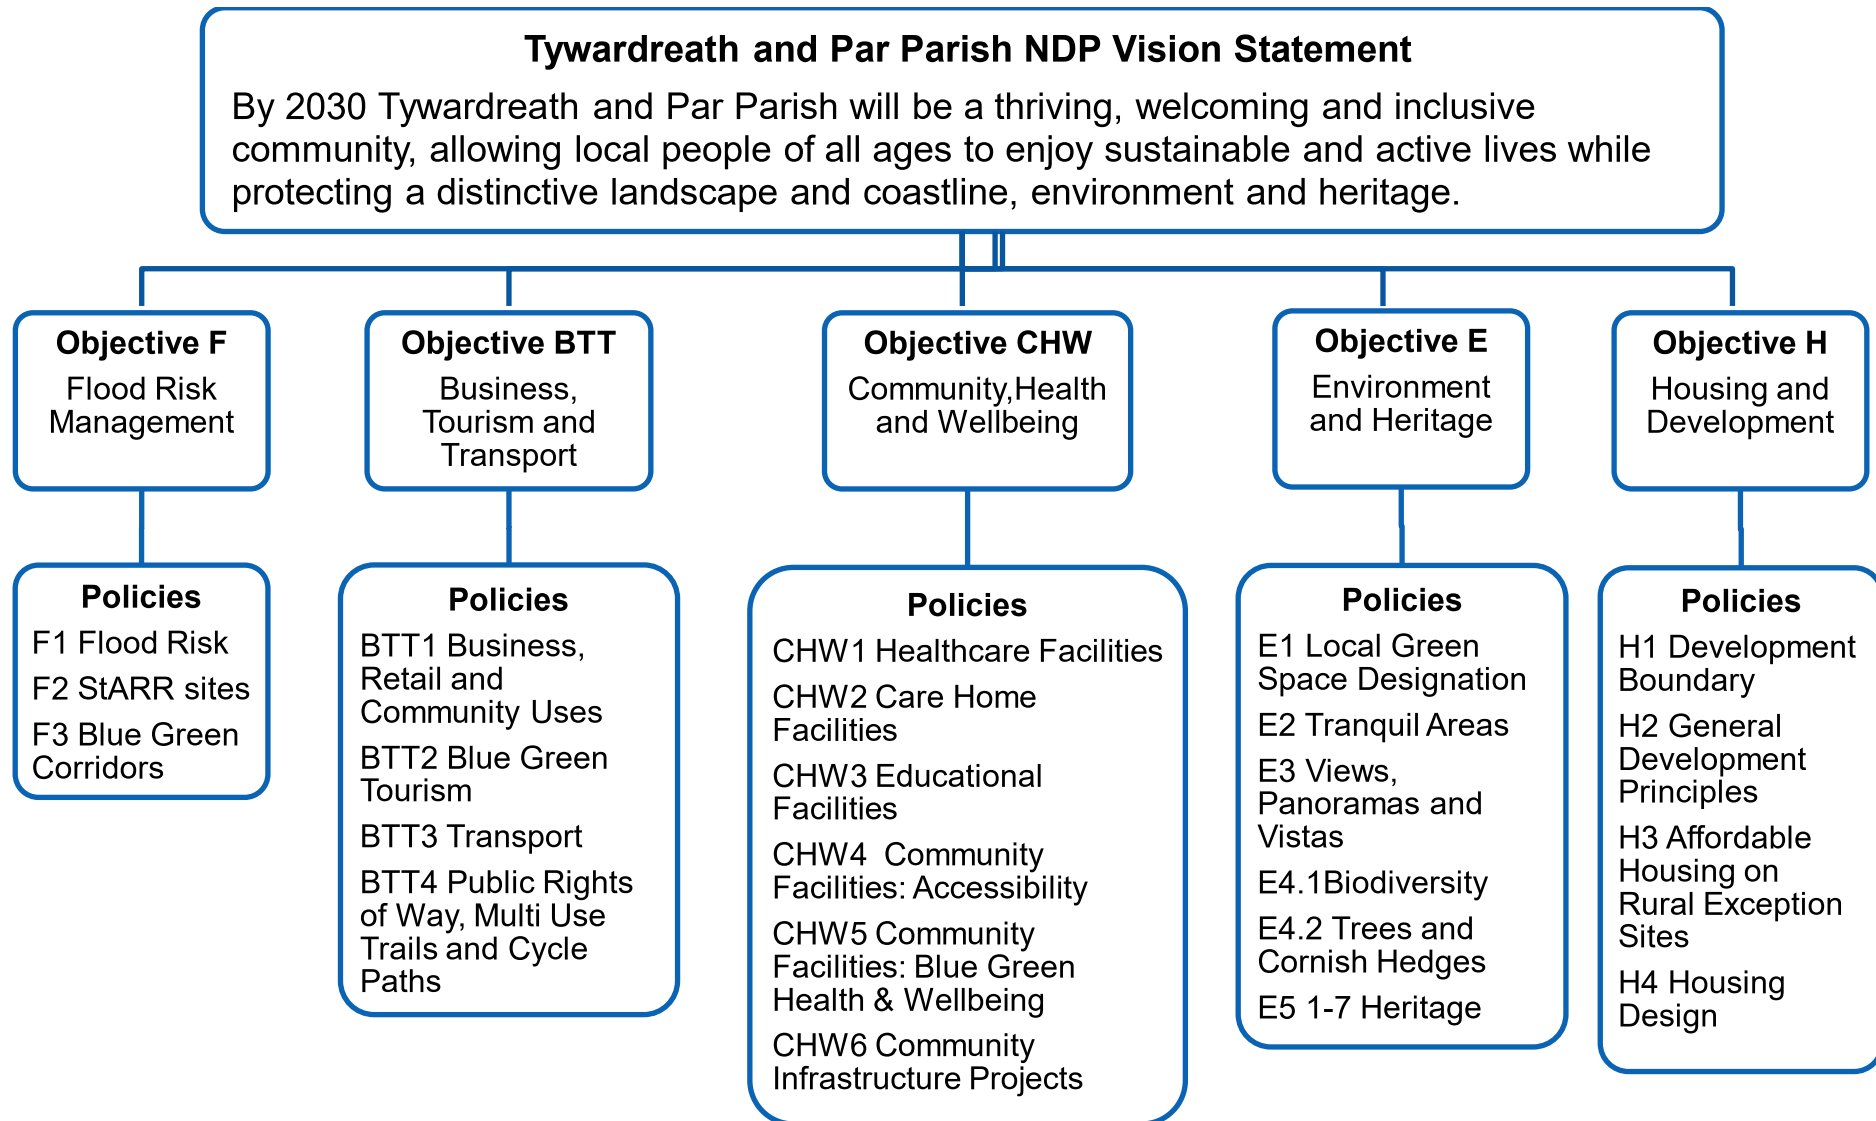 Tywardreath and Par Parish NDP Vision Statement
By 2030 Tywardreath and Par Parish will be a thriving, welcoming and inclusive
community, allowing local people of all ages to enjoy sustainable and active lives while
protecting a distinctive landscape and coastline, environment and heritage.
Objective F
Flood Risk
Management
Objective BTT
Business,
Tourism and
Transport
Objective CHW
Community,Health
and Wellbeing
Objective E
Environment
and Heritage
Objective H
Housing and
Development
Policies
F1 Flood Risk
F2 StARR sites
F3 Blue Green
Corridors
Policies
BTT1 Business,
Retail and
Community Uses
BTT2 Blue Green
Tourism
BTT3 Transport
BTT4 Public Rights
of Way, Multi Use
Trails and Cycle
Paths
Policies
CHW1 Healthcare Facilities
CHW2 Care Home
Facilities
CHW3 Educational
Facilities
CHW4  Community
Facilities: Accessibility
CHW5 Community
Facilities: Blue Green
Health & Wellbeing
CHW6 Community
Infrastructure Projects
Policies
E1 Local Green
Space Designation
E2 Tranquil Areas
E3 Views,
Panoramas and
Vistas
E4.1Biodiversity
E4.2 Trees and
Cornish Hedges
E5 1-7 Heritage
Policies
H1 Development
Boundary
H2 General
Development
Principles
H3 Affordable
Housing on
Rural Exception
Sites
H4 Housing
Design